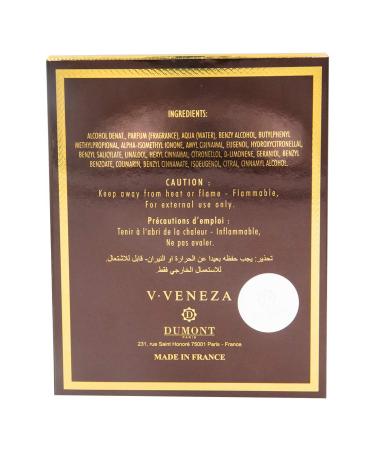 INGREDIENTS:
ALCOHOL DENAT., PARFUM (FRAGRANCE), AQUA (WATER), BENZY ALCOHOL, BUTYLPHENYL
METHYLPROPIONAL, ALPHA-ISOMETHYL IONONE, AMYL CINNAMAL, EUGENOL, HYDROXYCITRONELLAL,
BENZYL SALICYLATE, LINALOOL, HEXYL CINNAMAL, CITRONELLOL, D-LIMONENE, GERANIOL, BENZYL
BENZOATE, COUMARIN, BENZYL CINNAMATE, ISOEUGENOL, CITRAL, CINNAMYL ALCOHOL.
CAUTION :
Keep away from heat or flame - Flammable,
For external use only.
Précautions d'emploi :
Tenir à l'abri de la chaleur - Inflammable,
Ne pas avaler.
تحذير: يجب حفظه بعيدا عن الحرارة او النيران- قابل للاشتعال.
للاستعمال الخارجي فقط.
V·VENEZA
D
DUMONT
PARIS
231, rue Saint Honoré 75001 Paris - France
MADE IN FRANCE